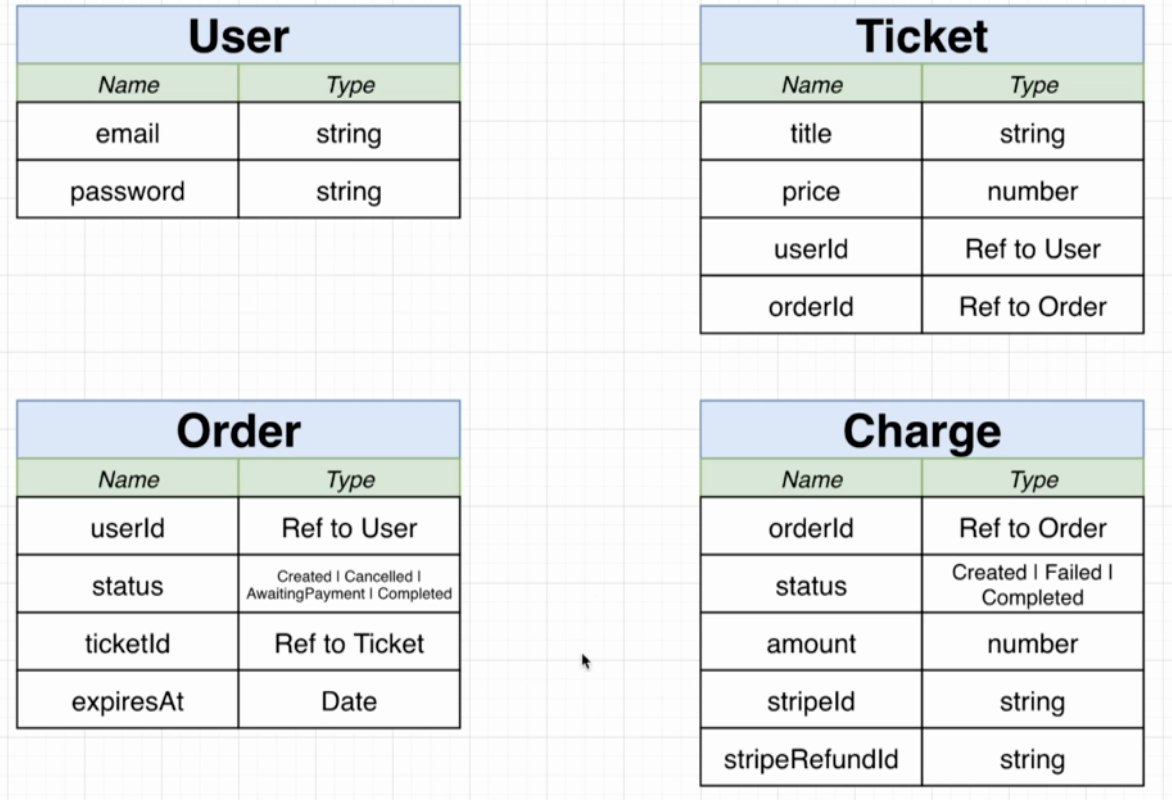 User
Name Type
email string
password string
Ticket
Name Type
title string
price number
userId Ref to User
orderId Ref to Order
Order
Name Type
userId Ref to User
status Created | Cancelled |
AwaitingPayment | Completed
ticketId Ref to Ticket
expiresAt Date
Charge
Name Type
orderId Ref to Order
status Created | Failed |
Completed
amount number
stripeId string
stripeRefundId string